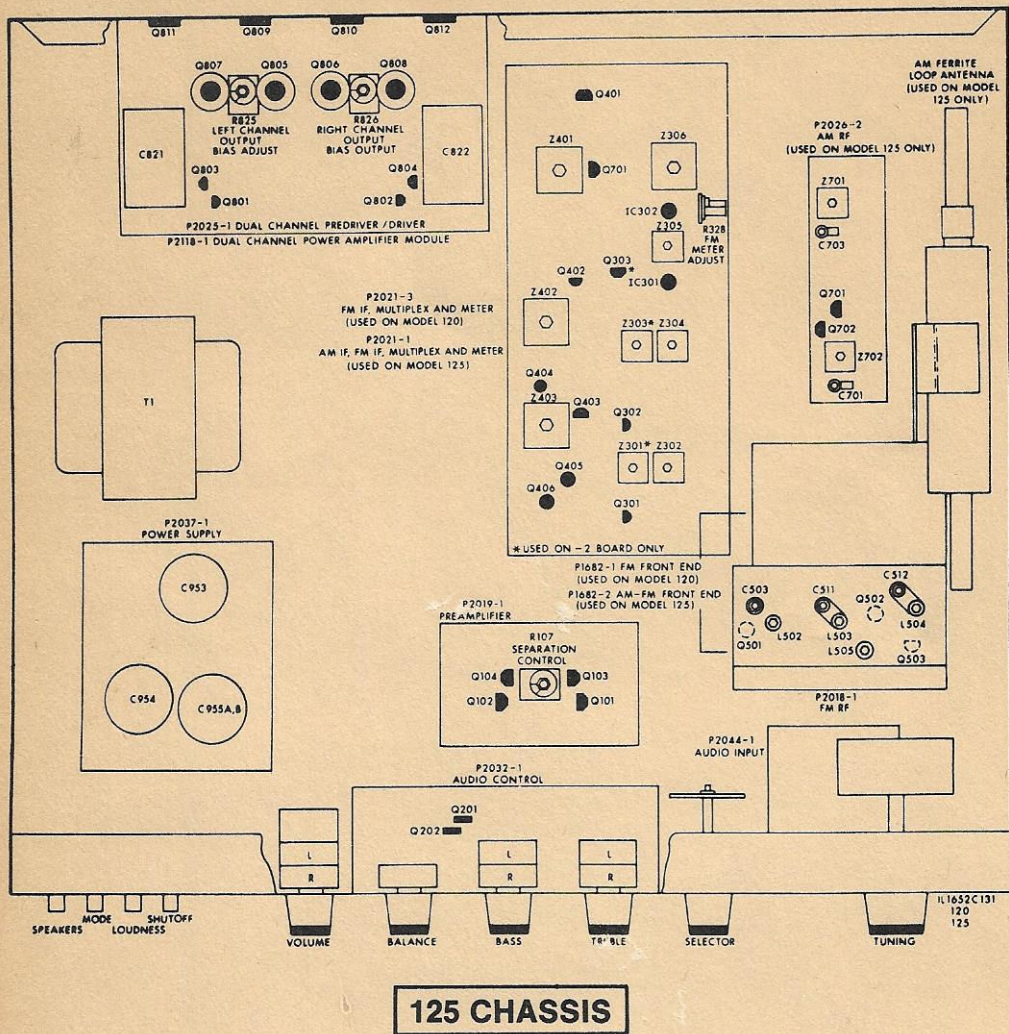 Q811 Q809 Q810 Q812
Q807 Q805 Q806 Q808
R825
LEFT CHANNEL
OUTPUT
BIAS ADJUST
R826
RIGHT CHANNEL
OUTPUT
BIAS OUTPUT
C821
C822
Q803
Q801
Q804
Q802
P2025-1 DUAL CHANNEL PREDRIVER/DRIVER
P2118-1 DUAL CHANNEL POWER AMPLIFIER MODULE
Q401
Z401
Q701
Z306
IC302
Z305
R328
FM
METER
ADJUST
Q402
Q303
*
IC301
Z402
Z303* Z304
Q404
Z403
Q403
Q302
Z301* Z302
Q405
Q406
Q301
*USED ON -2 BOARD ONLY
P2021-3
FM IF, MULTIPLEX AND METER
(USED ON MODEL 120)
P2021-1
AM IF, FM IF, MULTIPLEX AND METER
(USED ON MODEL 125)
AM FERRITE
LOOP ANTENNA
(USED ON MODEL
125 ONLY)
P2026-2
AM RF
(USED ON MODEL 125 ONLY)
Z701
C703
Q701
Q702
Z702
C701
T1
P2037-1
POWER SUPPLY
C953
C954
C955A,B
P1682-1 FM FRONT END
(USED ON MODEL 120)
P1682-2 AM-FM FRONT END
(USED ON MODEL 125)
C503
C511
Q502
C512
Q501
L502
L503
L504
L505
Q503
P2018-1
FM RF
P2019-1
PREAMPLIFIER
R107
SEPARATION
CONTROL
Q104
Q103
Q102
Q101
P2044-1
AUDIO INPUT
P2032-1
AUDIO CONTROL
Q201
Q202
L
R
L
R
L
R
SPEAKERS
MODE
LOUDNESS
SHUTOFF
VOLUME
BALANCE
BASS
TREBLE
SELECTOR
TUNING
IL1652C131
120
125
125 CHASSIS